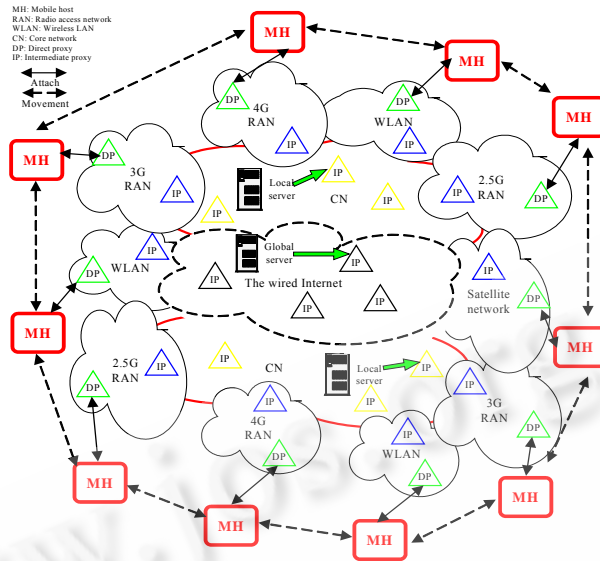 MH: Mobile host
RAN: Radio access network
WLAN: Wireless LAN
CN: Core network
DP: Direct proxy
IP: Intermediate proxy
Attach
Movement
MH
MH
MH
MH
DP
4G
RAN
IP
DP
WLAN
IP
DP
3G
RAN
IP
IP
2.5G
RAN
DP
Local
server
IP
CN
IP
IP
MH
DP
WLAN
IP
Global
server
IP
IP
The wired Internet
IP
IP
IP
Satellite
network
DP
MH
2.5G
RAN
IP
DP
IP
CN
Local
server
IP
IP
IP
4G
RAN
DP
IP
WLAN
DP
IP
3G
RAN
DP
MH
MH
MH
MH